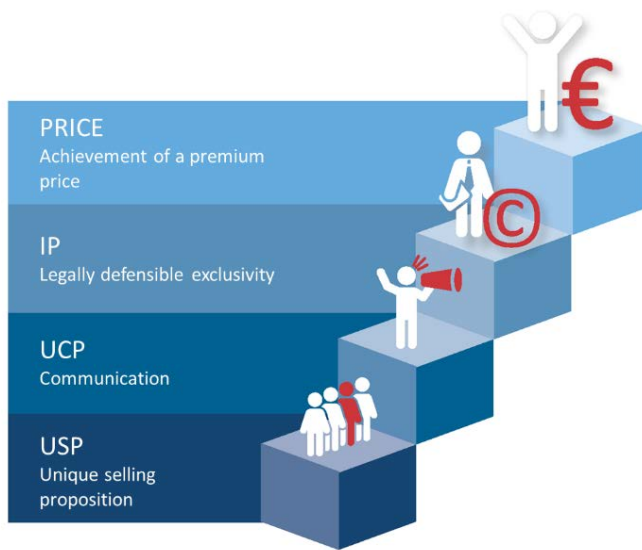 PRICE
Achievement of a premium
price
€
IP
Legally defensible exclusivity
©
UCP
Communication
USP
Unique selling
proposition